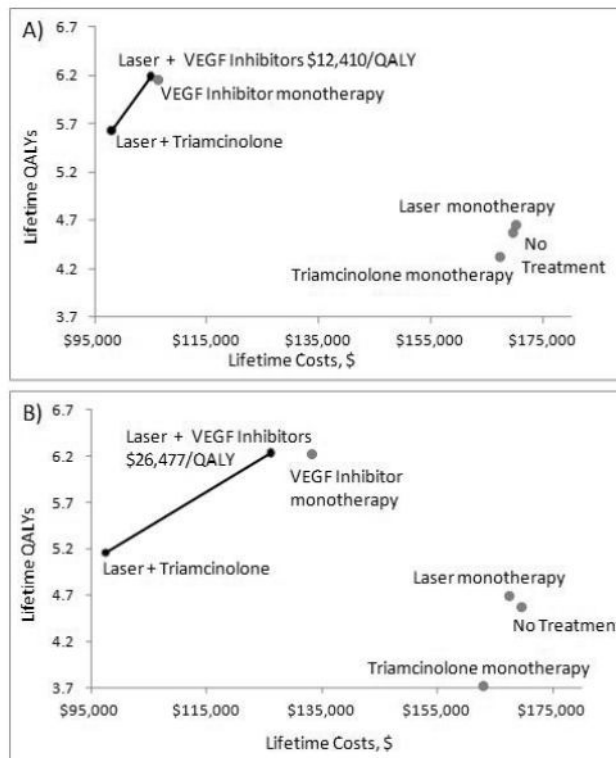 A)
Lifetime QALYs
6.7
6.2
5.7
5.2
4.7
4.2
3.7
Laser + VEGF Inhibitors $12,410/QALY
VEGF Inhibitor monotherapy
Laser + Triamcinolone
Laser monotherapy
No
Treatment
Triamcinolone monotherapy
$95,000 $115,000 $135,000 $155,000 $175,000
Lifetime Costs, $
B)
Lifetime QALYs
6.7
6.2
5.7
5.2
4.7
4.2
3.7
Laser + VEGF Inhibitors
$26,477/QALY
VEGF Inhibitor
monotherapy
Laser + Triamcinolone
Laser monotherapy
No Treatment
Triamcinolone monotherapy
$95,000 $115,000 $135,000 $155,000 $175,000
Lifetime Costs, $